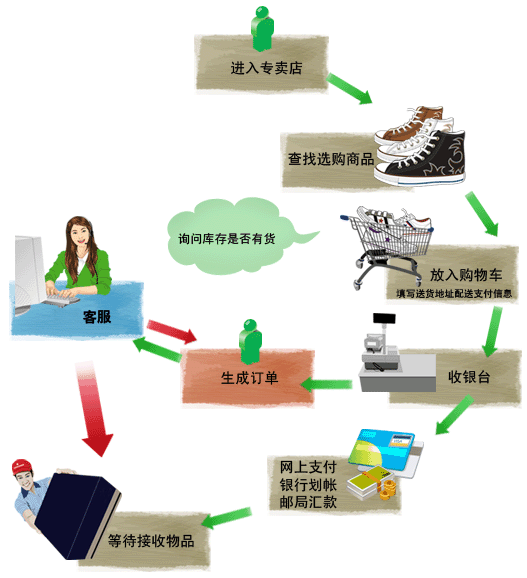 进入专卖店
查找选购商品
询问库存是否有货
放入购物车
填写送货地址配送支付信息
客服
生成订单
收银台
网上支付
银行划帐
邮局汇款
等待接收物品